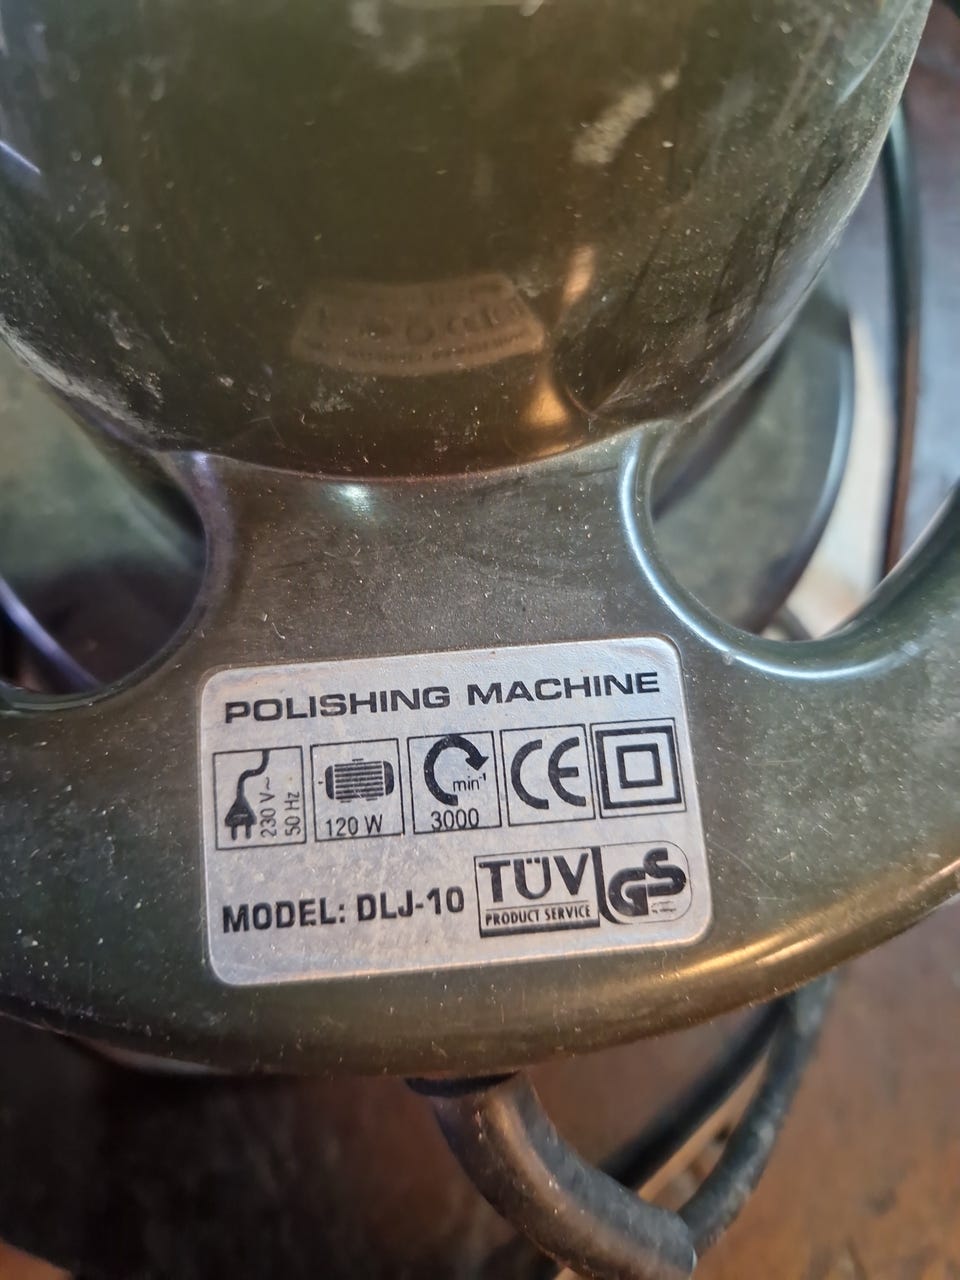 POLISHING MACHINE
230 V~
50 Hz
120 W
min⁻¹
3000
CE
MODEL: DLJ-10
TÜV
PRODUCT SERVICE
GS